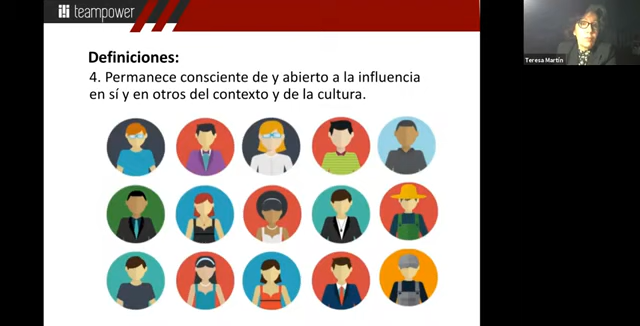 teampower
Definiciones:
4. Permanece consciente de y abierto a la influencia
en sí y en otros del contexto y de la cultura.
Teresa Martín